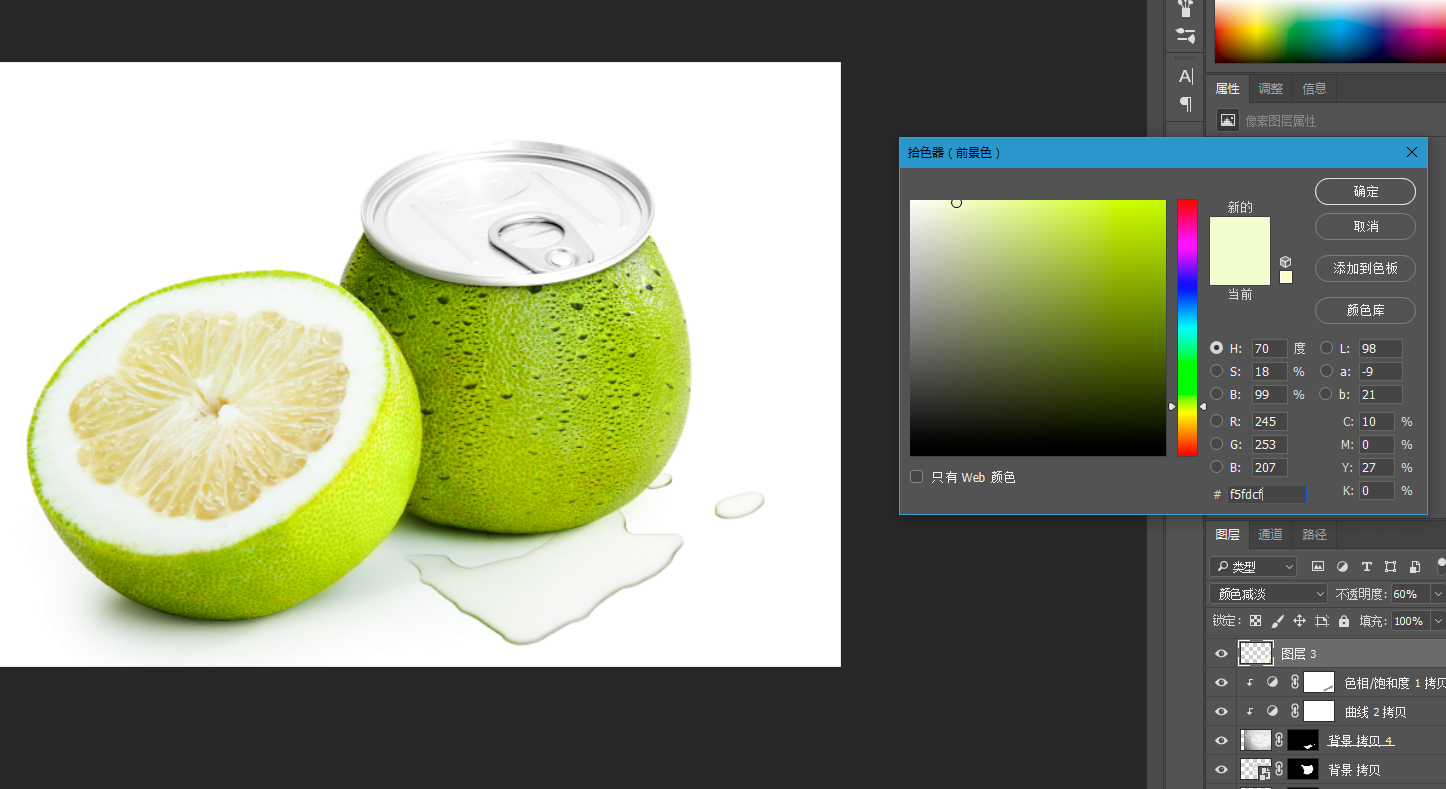 A|
属性 调整 信息
像素图层属性
拾色器(前景色)
确定
新的
取消
添加到色板
当前
颜色库
H: 70 度 L: 98
S: 18 % a: -9
B: 99 % b: 21
R: 245 C: 10 %
G: 253 M: 0 %
B: 207 Y: 27 %
只有 Web 颜色
# f5fdcf K: 0 %
图层 通道 路径
类型
颜色减淡 不透明度: 60%
锁定: 填充: 100%
图层 3
色相/饱和度 1 拷贝
曲线 2 拷贝
背景 拷贝 4
背景 拷贝